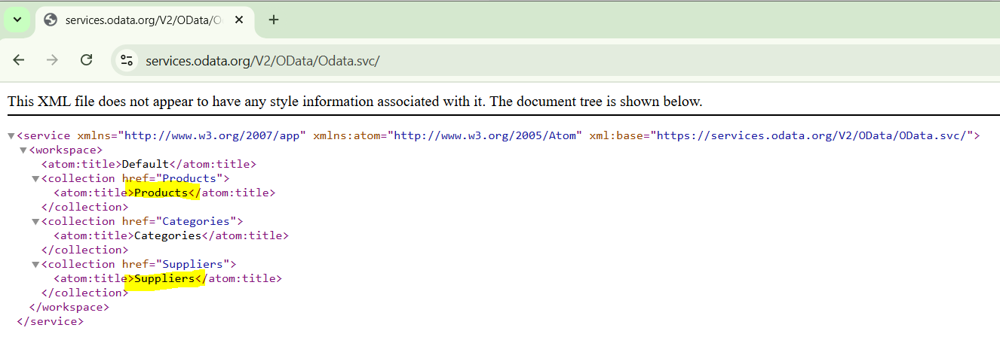 services.odata.org/V2/OData/O
services.odata.org/V2/OData/Odata.svc/
This XML file does not appear to have any style information associated with it. The document tree is shown below.
<service xmlns="http://www.w3.org/2007/app" xmlns:atom="http://www.w3.org/2005/Atom" xml:base="https://services.odata.org/V2/OData/OData.svc/">
<workspace>
<atom:title>Default</atom:title>
<collection href="Products">
<atom:title>Products</atom:title>
</collection>
<collection href="Categories">
<atom:title>Categories</atom:title>
</collection>
<collection href="Suppliers">
<atom:title>Suppliers</atom:title>
</collection>
</workspace>
</service>